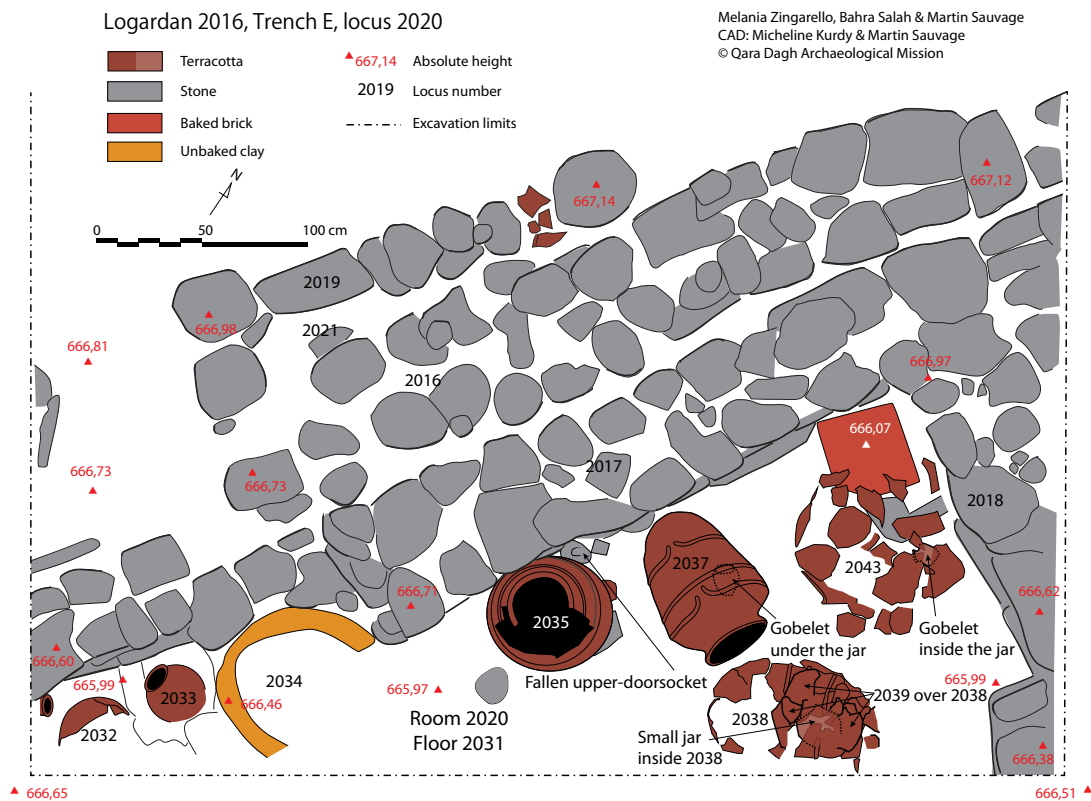 Logardan 2016, Trench E, locus 2020
Melania Zingarello, Bahra Salah & Martin Sauvage
CAD: Micheline Kurdy & Martin Sauvage
© Qara Dagh Archaeological Mission
Terracotta
667,14 Absolute height
Stone
2019 Locus number
Baked brick
Excavation limits
Unbaked clay
N
0 50 100 cm
667,12
667,14
2019
666,98
2021
666,81
666,97
2016
666,07
2017
666,73
666,73
2018
2037
2043
666,71
666,62
2035
Gobelet
under the jar
Gobelet
inside the jar
666,60
2034
Fallen upper-doorsocket
665,99
2033
665,97
665,99
2039 over 2038
666,46
2038
2032
Room 2020
Floor 2031
Small jar
inside 2038
666,38
666,65
666,51